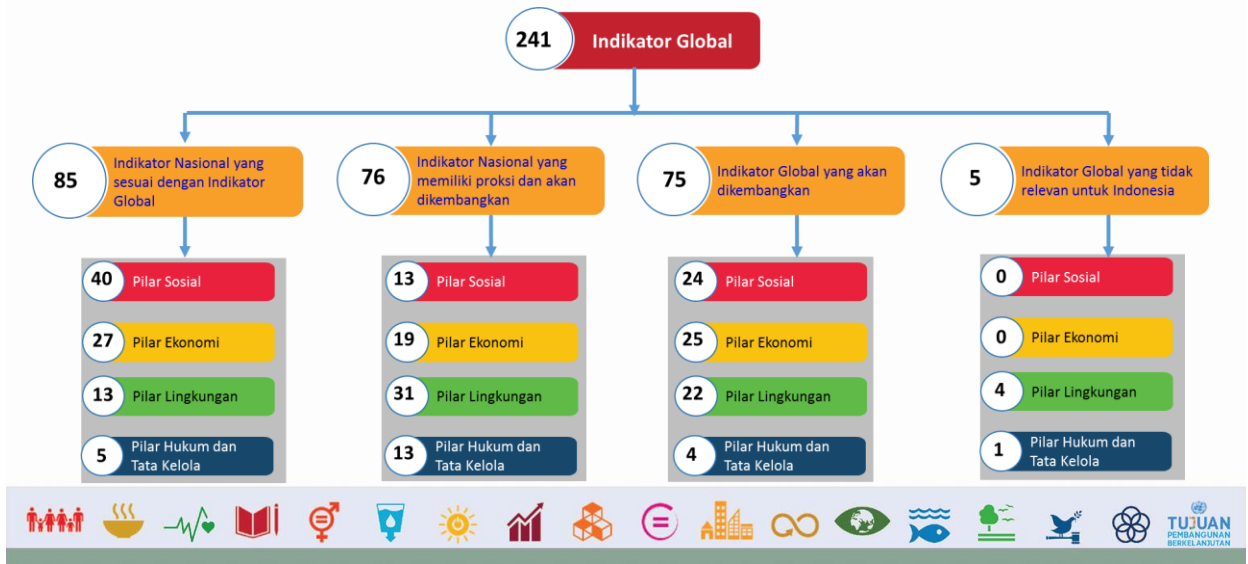 241 Indikator Global
85 Indikator Nasional yang
sesuai dengan Indikator
Global
76 Indikator Nasional yang
memiliki proksi dan akan
dikembangkan
75 Indikator Global yang akan
dikembangkan
5 Indikator Global yang tidak
relevan untuk Indonesia
40 Pilar Sosial
27 Pilar Ekonomi
13 Pilar Lingkungan
5 Pilar Hukum dan
Tata Kelola
13 Pilar Sosial
19 Pilar Ekonomi
31 Pilar Lingkungan
13 Pilar Hukum dan
Tata Kelola
24 Pilar Sosial
25 Pilar Ekonomi
22 Pilar Lingkungan
4 Pilar Hukum dan
Tata Kelola
0 Pilar Sosial
0 Pilar Ekonomi
4 Pilar Lingkungan
1 Pilar Hukum dan
Tata Kelola
TUJUAN
PEMBANGUNAN
BERKELANJUTAN